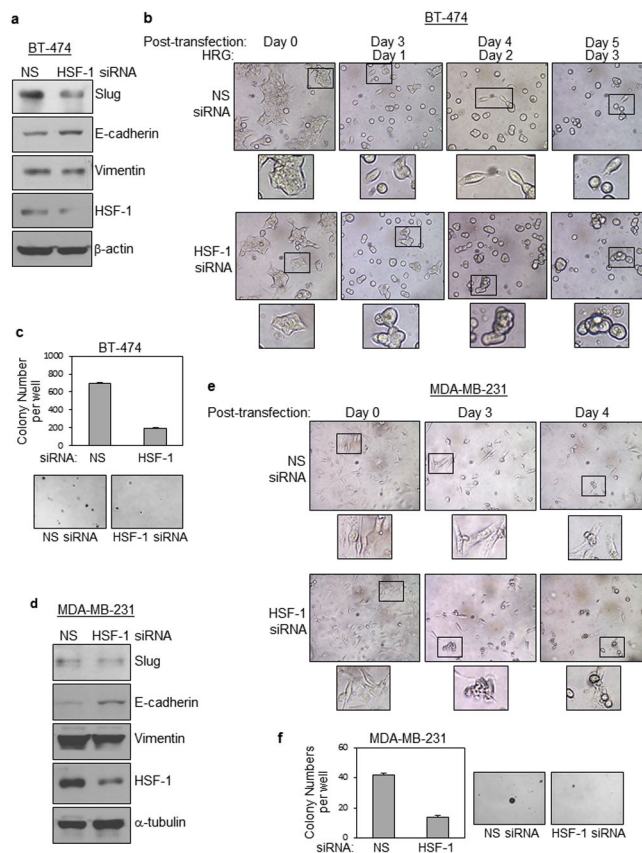 a
BT-474
NS HSF-1 siRNA
Slug
E-cadherin
Vimentin
HSF-1
β-actin
b
BT-474
Post-transfection: Day 0 Day 3 Day 4 Day 5
HRG: Day 1 Day 2 Day 3
NS
siRNA
HSF-1
siRNA
c
BT-474
Colony Number
per well
1000
800
600
400
200
0
siRNA: NS HSF-1
NS siRNA HSF-1 siRNA
d
MDA-MB-231
NS HSF-1 siRNA
Slug
E-cadherin
Vimentin
HSF-1
α-tubulin
e
MDA-MB-231
Post-transfection: Day 0 Day 3 Day 4
NS
siRNA
HSF-1
siRNA
f
MDA-MB-231
Colony Numbers
per well
60
40
20
0
siRNA: NS HSF-1
NS siRNA HSF-1 siRNA